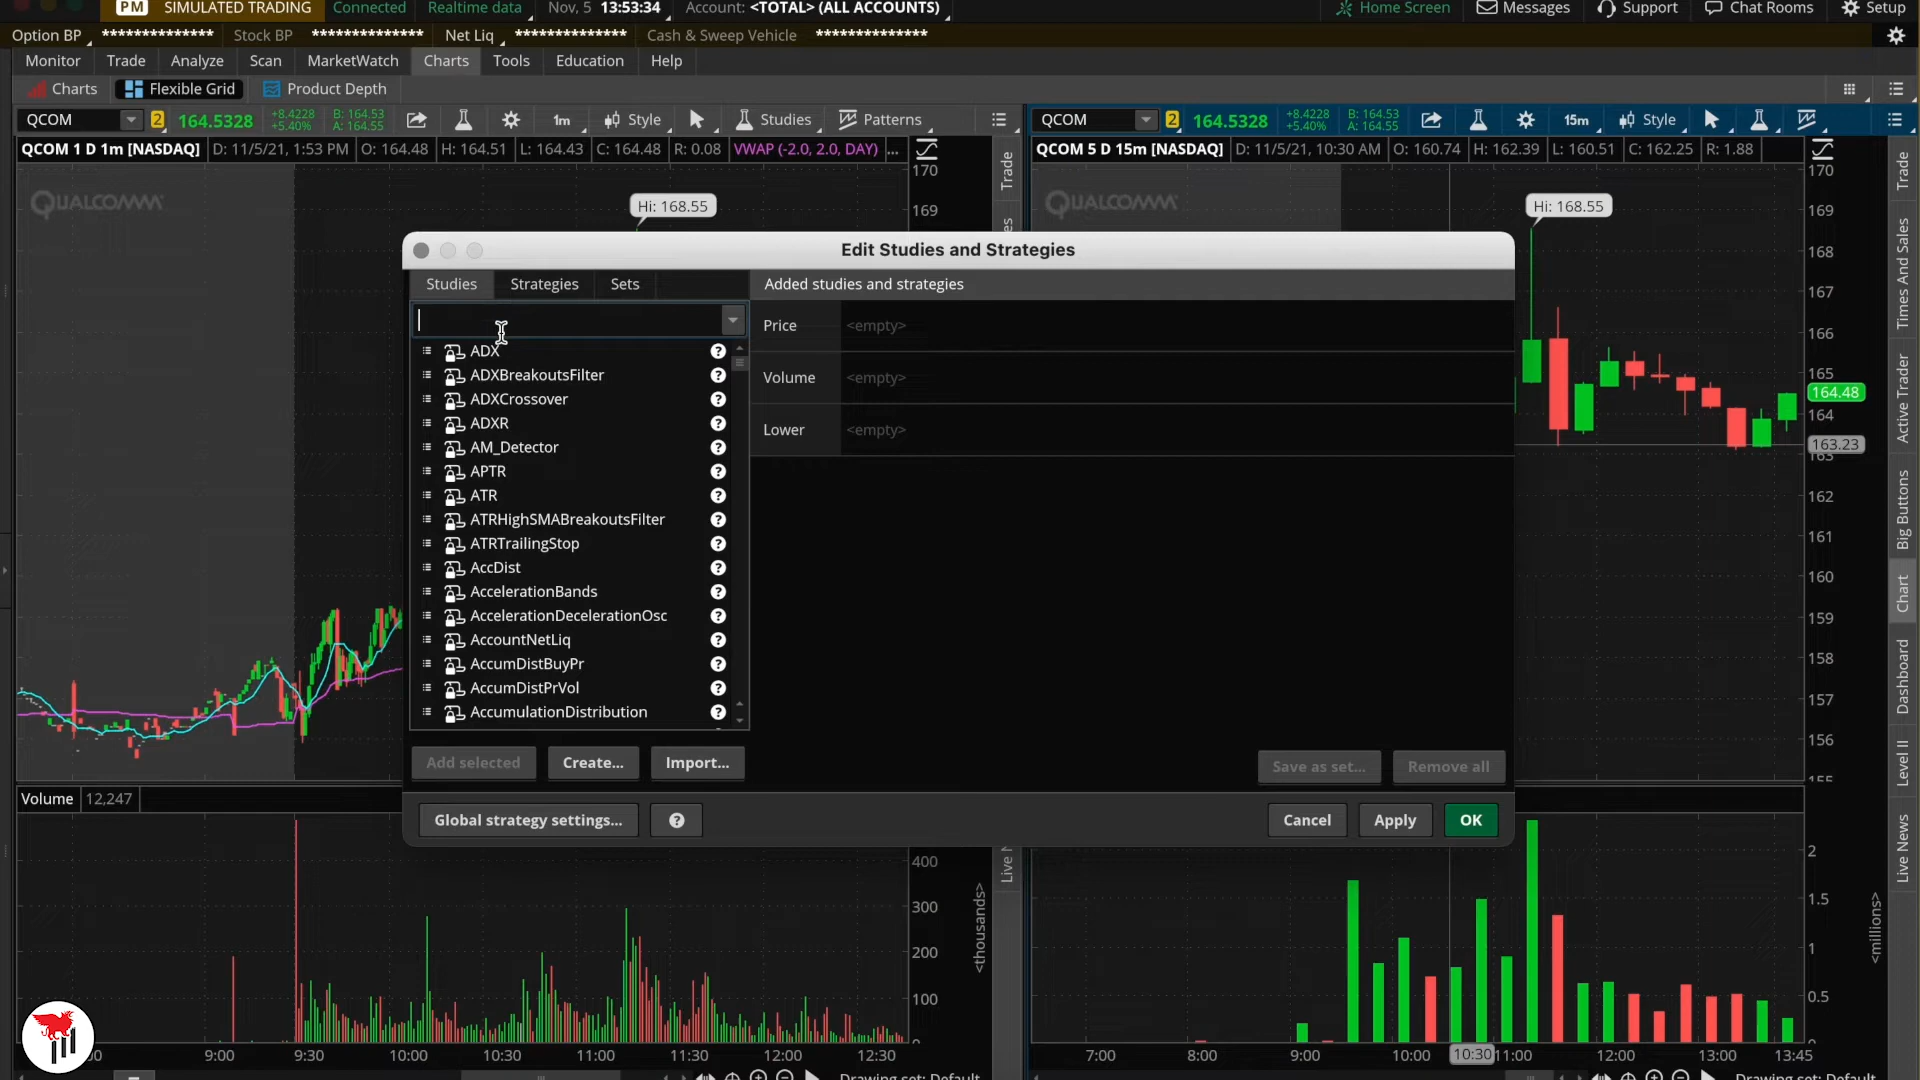 PM SIMULATED TRADING Connected Realtime data Nov, 5 13:53:34 Account: <TOTAL> (ALL ACCOUNTS) Home Screen Messages Support Chat Rooms Setup
Option BP ************** Stock BP ************** Net Liq ************** Cash & Sweep Vehicle **************
Monitor Trade Analyze Scan MarketWatch Charts Tools Education Help
Charts Flexible Grid Product Depth
QCOM 2 164.5328 +8.4228 +5.40% B: 164.53 A: 164.55 1m Style Studies Patterns
QCOM 2 164.5328 +8.4228 +5.40% B: 164.53 A: 164.55 15m Style
QCOM 1 D 1m [NASDAQ] D: 11/5/21, 1:53 PM O: 164.48 H: 164.51 L: 164.43 C: 164.48 R: 0.08 VWAP (-2.0, 2.0, DAY) ...
QCOM 5 D 15m [NASDAQ] D: 11/5/21, 10:30 AM O: 160.74 H: 162.39 L: 160.51 C: 162.25 R: 1.88
QUALCOMM
Hi: 168.55
170
169
Trade
QUALCOMM
Hi: 168.55
Edit Studies and Strategies
Studies Strategies Sets Added studies and strategies
Price <empty>
Volume <empty>
Lower <empty>
ADX
ADXBreakoutsFilter
ADXCrossover
ADXR
AM_Detector
APTR
ATR
ATRHighSMABreakoutsFilter
ATRTrailingStop
AccDist
AccelerationBands
AccelerationDecelerationOsc
AccountNetLiq
AccumDistBuyPr
AccumDistPrVol
AccumulationDistribution
Add selected Create... Import... Save as set... Remove all
Global strategy settings... ? Cancel Apply OK
170
169
168
167
166
165
164.48
164
163.23
162
161
160
159
158
157
156
Trade
Times And Sales
Active Trader
Big Buttons
Chart
Dashboard
Level II
Live News
Volume 12,247
400
300
200
100
<thousands>
2
1.5
1
0.5
<millions>
9:00 9:30 10:00 10:30 11:00 11:30 12:00 12:30
7:00 8:00 9:00 10:00 10:30 11:00 12:00 13:00 13:45
Drawing set: Default
Drawing set: Default